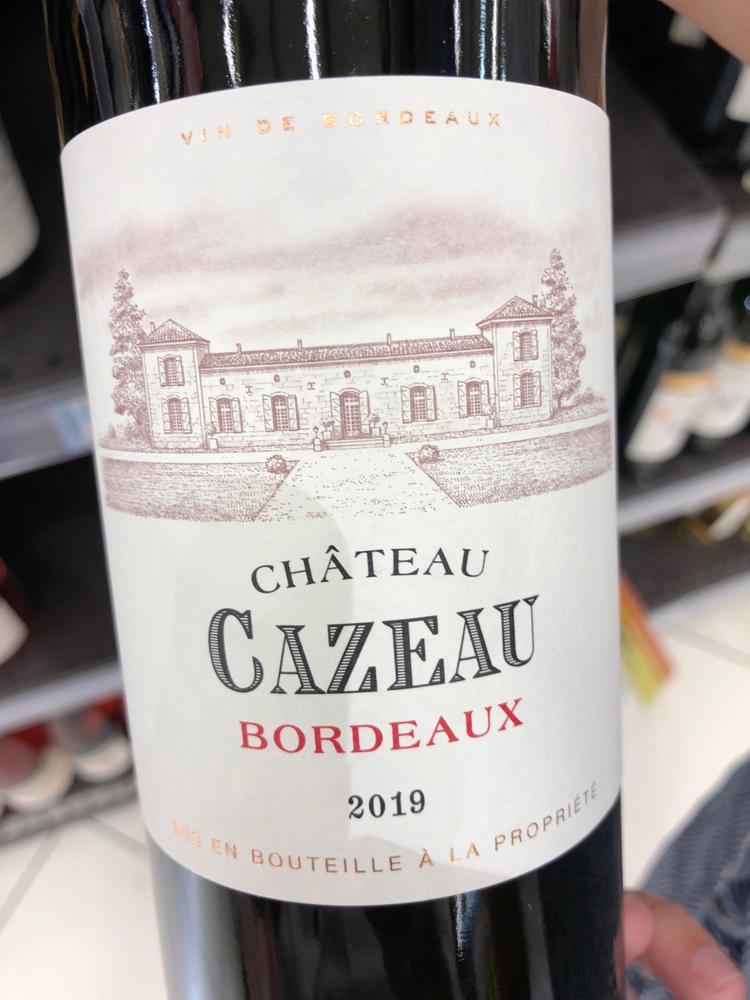 VIN DE BORDEAUX
CHÂTEAU
CAZEAU
BORDEAUX
2019
MIS EN BOUTEILLE À LA PROPRIÉTÉ